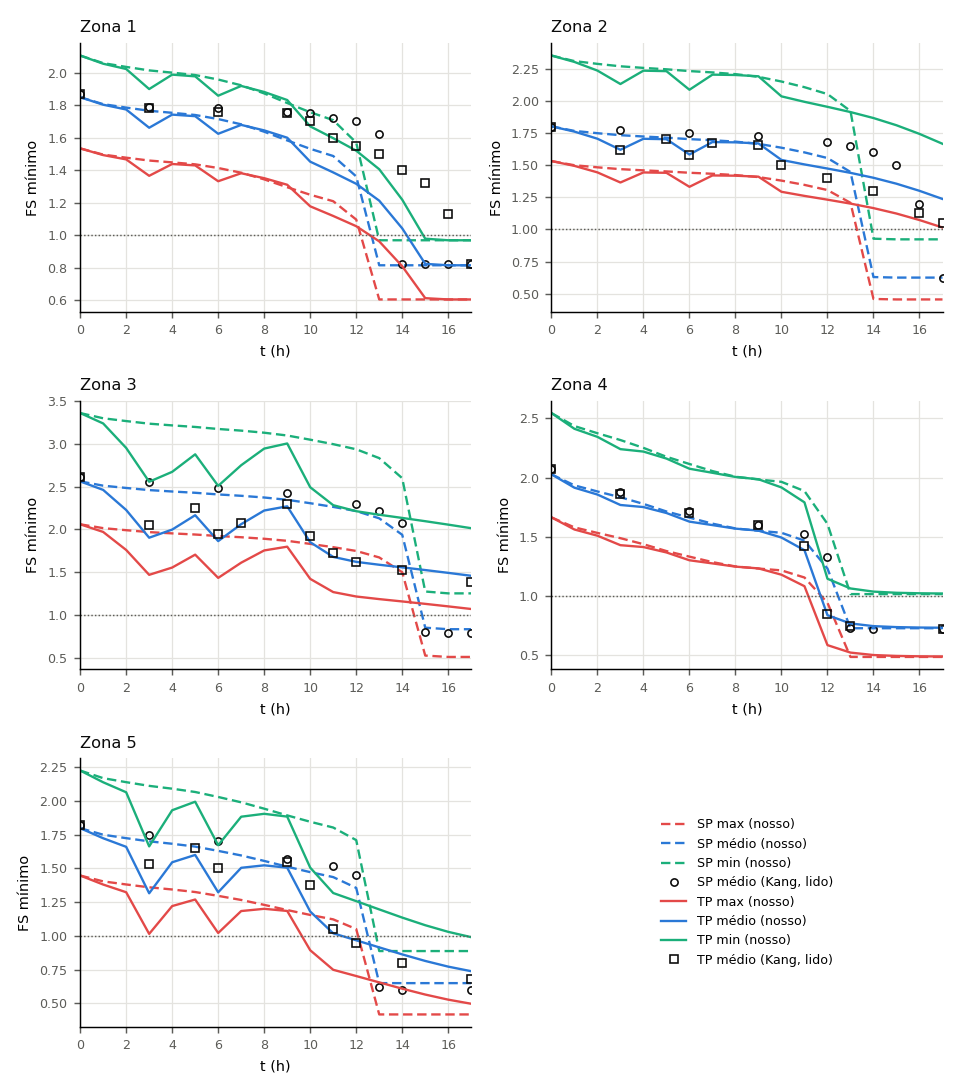 Zona 1
Zona 2
FS mínimo
2.0
1.8
1.6
1.4
1.2
1.0
0.8
0.6
0 2 4 6 8 10 12 14 16
t (h)
FS mínimo
2.25
2.00
1.75
1.50
1.25
1.00
0.75
0.50
0 2 4 6 8 10 12 14 16
t (h)
Zona 3
Zona 4
FS mínimo
3.5
3.0
2.5
2.0
1.5
1.0
0.5
0 2 4 6 8 10 12 14 16
t (h)
FS mínimo
2.5
2.0
1.5
1.0
0.5
0 2 4 6 8 10 12 14 16
t (h)
Zona 5
FS mínimo
2.25
2.00
1.75
1.50
1.25
1.00
0.75
0.50
0 2 4 6 8 10 12 14 16
t (h)
SP max (nosso)
SP médio (nosso)
SP min (nosso)
SP médio (Kang, lido)
TP max (nosso)
TP médio (nosso)
TP min (nosso)
TP médio (Kang, lido)